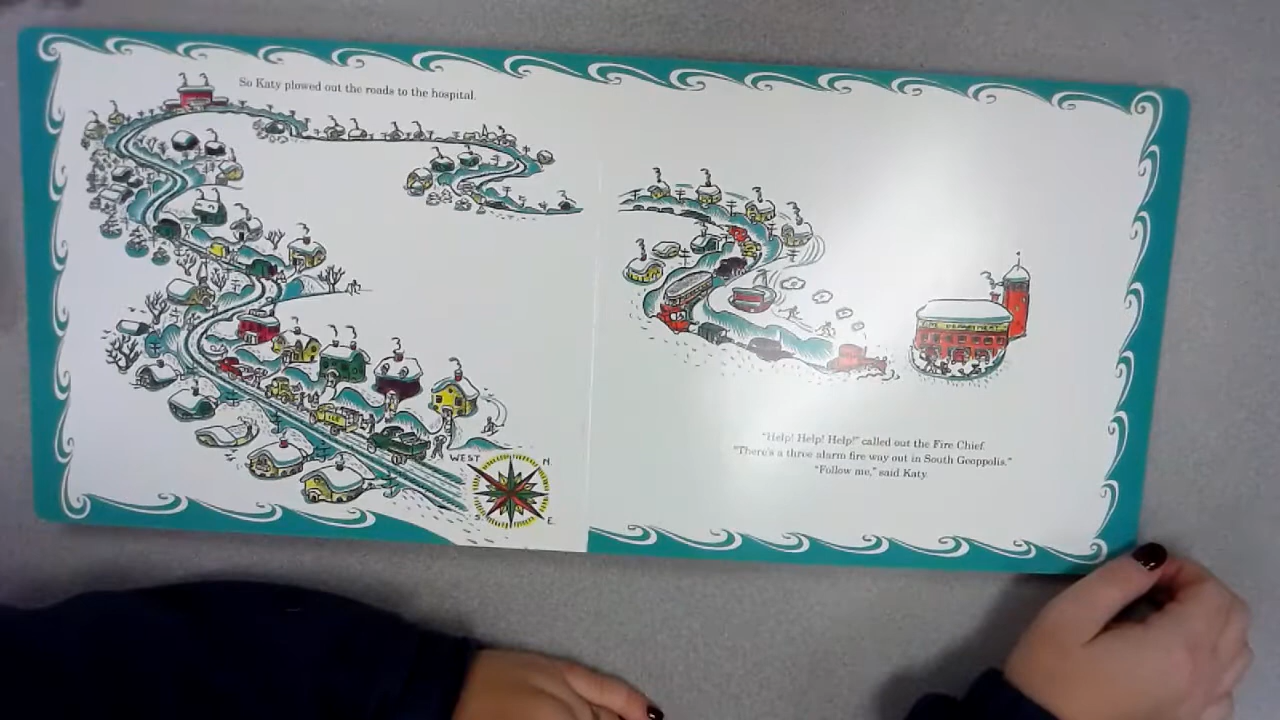 So Katy plowed out the roads to the hospital.
WEST
N.
S.
E.
"Help! Help! Help!" called out the Fire Chief.
"There's a three alarm fire way out in South Geoppolis."
"Follow me," said Katy.